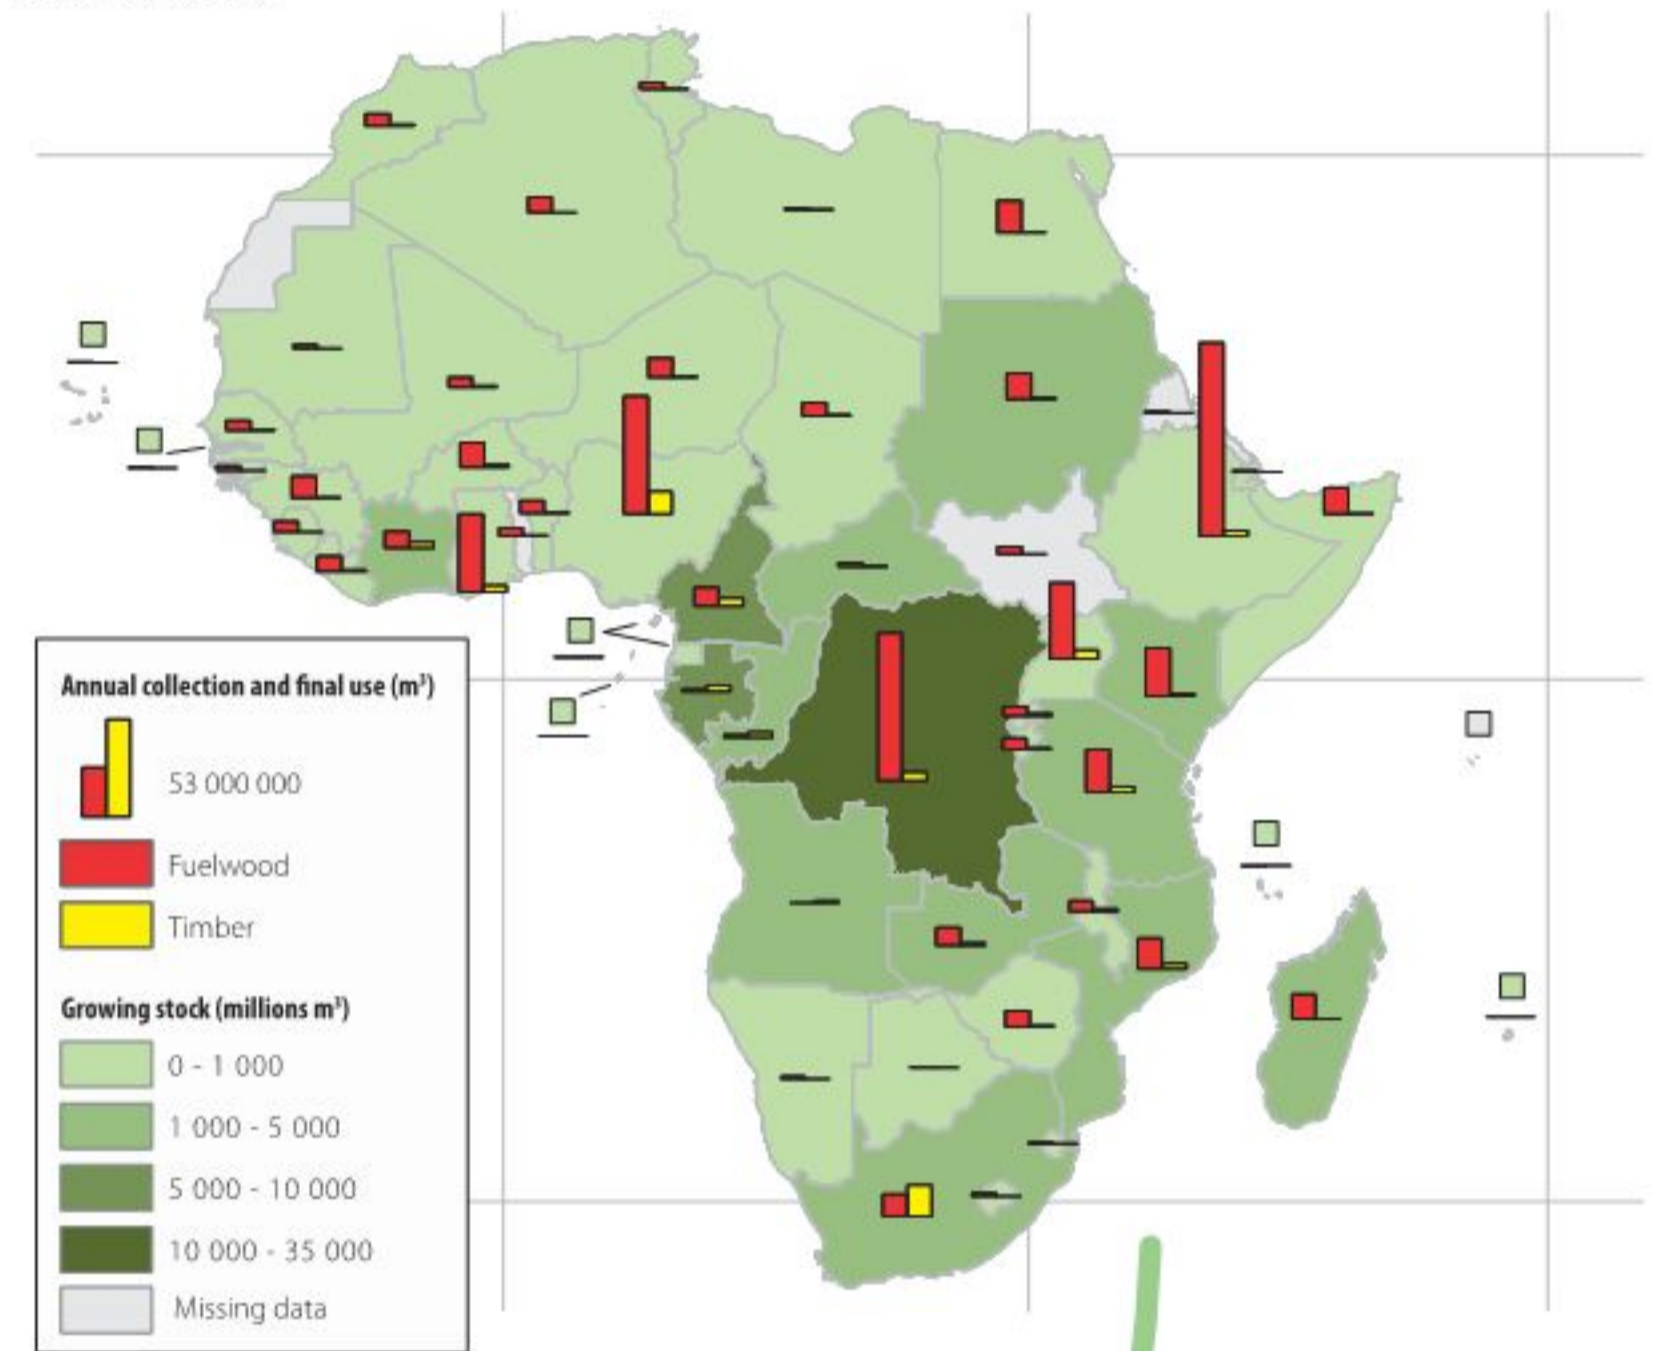 Annual collection and final use (m³)
53 000 000
Fuelwood
Timber
Growing stock (millions m³)
0 - 1 000
1 000 - 5 000
5 000 - 10 000
10 000 - 35 000
Missing data